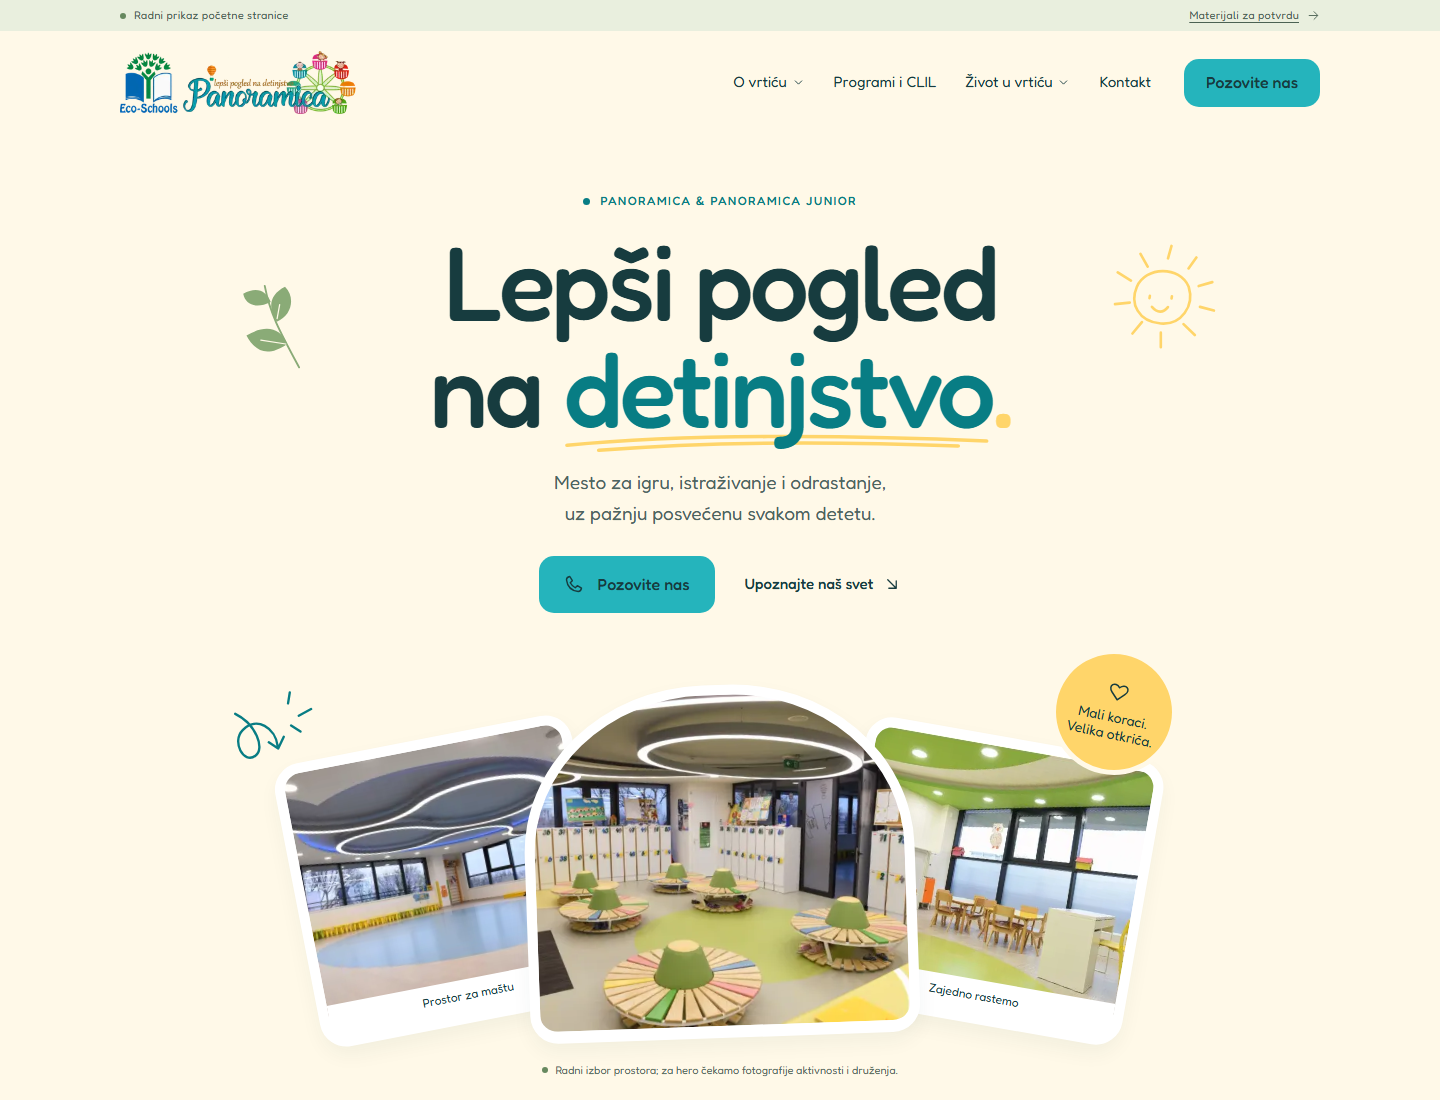 Radni prikaz početne stranice
Materijali za potvrdu
Eco-Schools
lepši pogled na detinjst
Panoramica
O vrtiću
Programi i CLIL
Život u vrtiću
Kontakt
Pozovite nas
PANORAMICA & PANORAMICA JUNIOR
Lepši pogled
na detinjstvo.
Mesto za igru, istraživanje i odrastanje,
uz pažnju posvećenu svakom detetu.
Pozovite nas
Upoznajte naš svet
Mali koraci.
Velika otkrića.
Prostor za maštu
Zajedno rastemo
Radni izbor prostora; za hero čekamo fotografije aktivnosti i druženja.